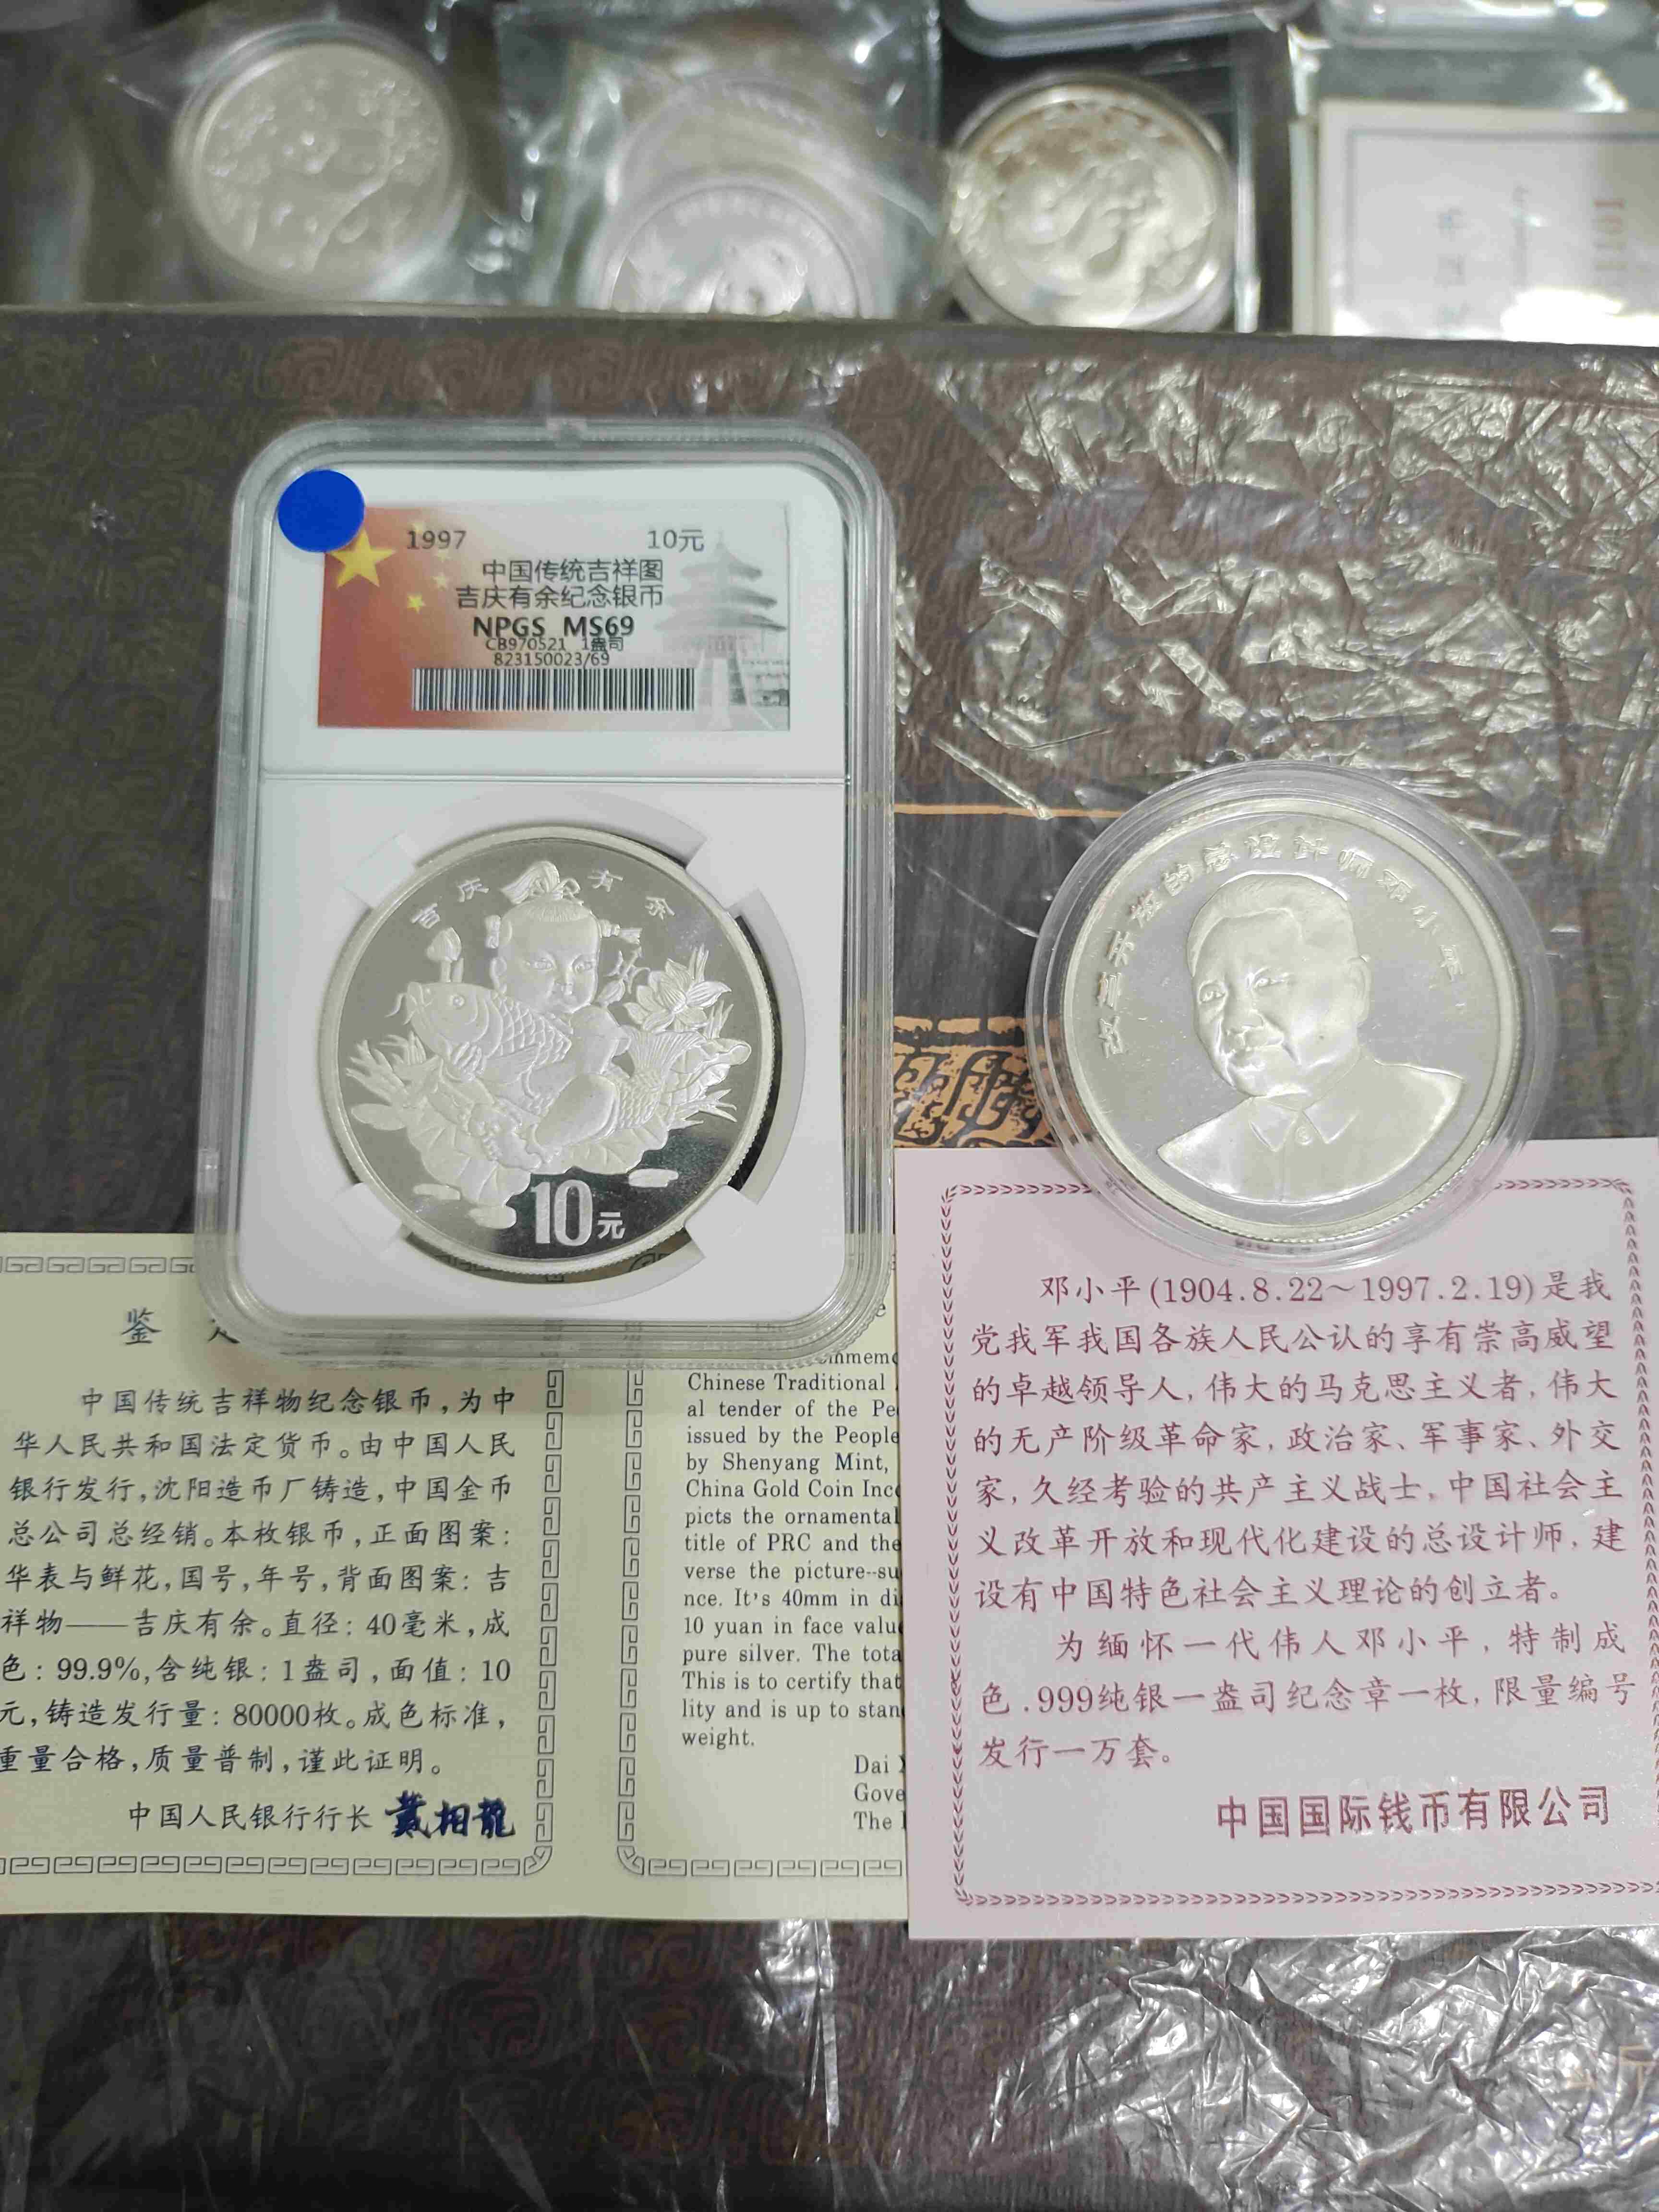 1997 10元
中国传统吉祥图
吉庆有余纪念银币
NPGS MS69
CB970521 1盎司
823150023/69
吉庆有余
10元
改革开放的总设计师邓小平
鉴
中国传统吉祥物纪念银币,为中
华人民共和国法定货币。由中国人民
银行发行,沈阳造币厂铸造,中国金币
总公司总经销。本枚银币,正面图案:
华表与鲜花,国号,年号,背面图案:吉
祥物——吉庆有余。直径:40毫米,成
色:99.9%,含纯银:1盎司,面值:10
元,铸造发行量:80000枚。成色标准,
重量合格,质量普制,谨此证明。
中国人民银行行长 戴相龍
Chinese Traditional
al tender of the Pe
issued by the People
by Shenyang Mint,
China Gold Coin Inc
picts the ornamental
title of PRC and the
verse the picture--su
nce. It's 40mm in di
10 yuan in face valu
pure silver. The tota
This is to certify that
lity and is up to stan
weight.
Dai
Gove
The
邓小平(1904.8.22~1997.2.19)是我
党我军我国各族人民公认的享有崇高威望
的卓越领导人,伟大的马克思主义者,伟大
的无产阶级革命家,政治家、军事家、外交
家,久经考验的共产主义战士,中国社会主
义改革开放和现代化建设的总设计师,建
设有中国特色社会主义理论的创立者。
为缅怀一代伟人邓小平,特制成
色.999纯银一盎司纪念章一枚,限量编号
发行一万套。
中国国际钱币有限公司